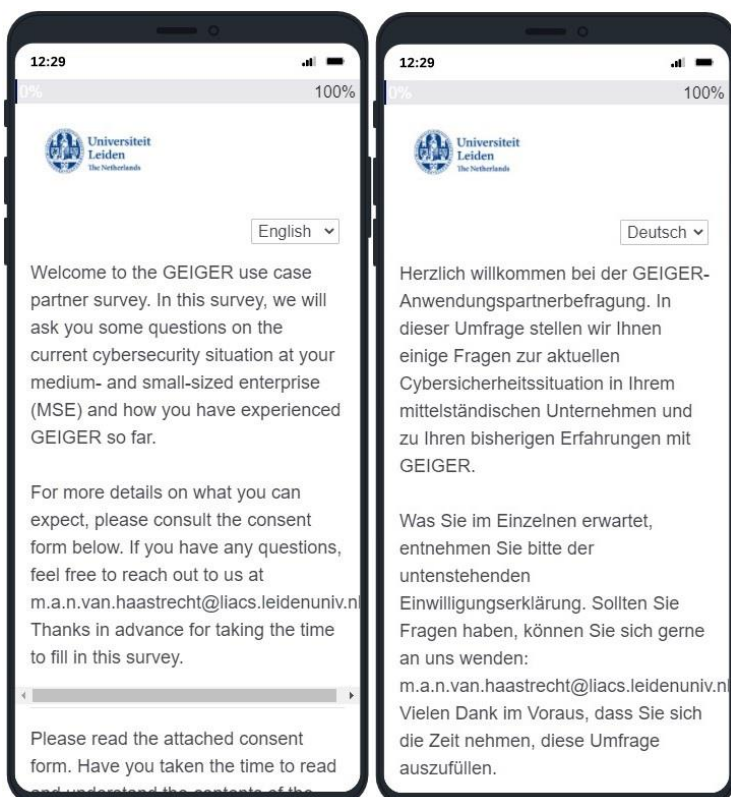 12:29
0%
100%
Universiteit
Leiden
The Netherlands
English
Welcome to the GEIGER use case
partner survey. In this survey, we will
ask you some questions on the
current cybersecurity situation at your
medium- and small-sized enterprise
(MSE) and how you have experienced
GEIGER so far.
For more details on what you can
expect, please consult the consent
form below. If you have any questions,
feel free to reach out to us at
m.a.n.van.haastrecht@liacs.leidenuniv.nl
Thanks in advance for taking the time
to fill in this survey.
Please read the attached consent
form. Have you taken the time to read
and understand the contents of the
12:29
0%
100%
Universiteit
Leiden
The Netherlands
Deutsch
Herzlich willkommen bei der GEIGER-
Anwendungspartnerbefragung. In
dieser Umfrage stellen wir Ihnen
einige Fragen zur aktuellen
Cybersicherheitssituation in Ihrem
mittelständischen Unternehmen und
zu Ihren bisherigen Erfahrungen mit
GEIGER.
Was Sie im Einzelnen erwartet,
entnehmen Sie bitte der
untenstehenden
Einwilligungserklärung. Sollten Sie
Fragen haben, können Sie sich gerne
an uns wenden:
m.a.n.van.haastrecht@liacs.leidenuniv.nl
Vielen Dank im Voraus, dass Sie sich
die Zeit nehmen, diese Umfrage
auszufüllen.